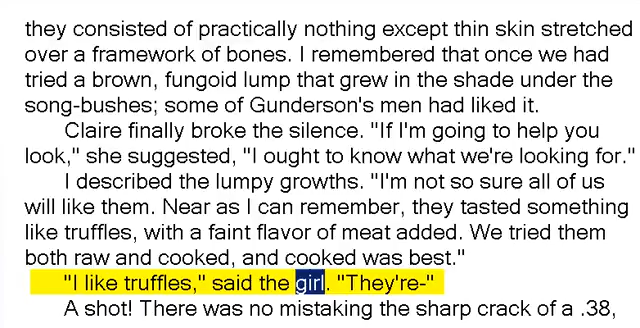 they consisted of practically nothing except thin skin stretched
over a framework of bones. I remembered that once we had
tried a brown, fungoid lump that grew in the shade under the
song-bushes; some of Gunderson's men had liked it.
Claire finally broke the silence. "If I'm going to help you
look," she suggested, "I ought to know what we're looking for."
I described the lumpy growths. "I'm not so sure all of us
will like them. Near as I can remember, they tasted something
like truffles, with a faint flavor of meat added. We tried them
both raw and cooked, and cooked was best."
"I like truffles," said the girl. "They're-"
A shot! There was no mistaking the sharp crack of a .38,